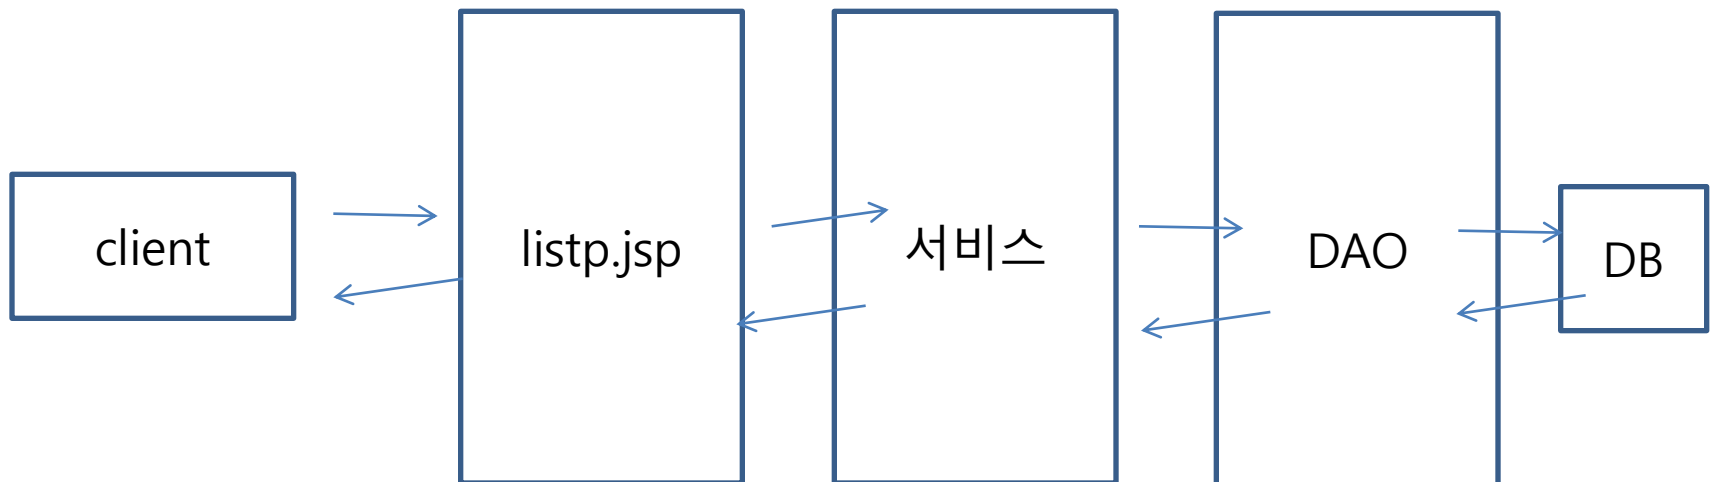 client
listp.jsp
서비스
DAO
DB